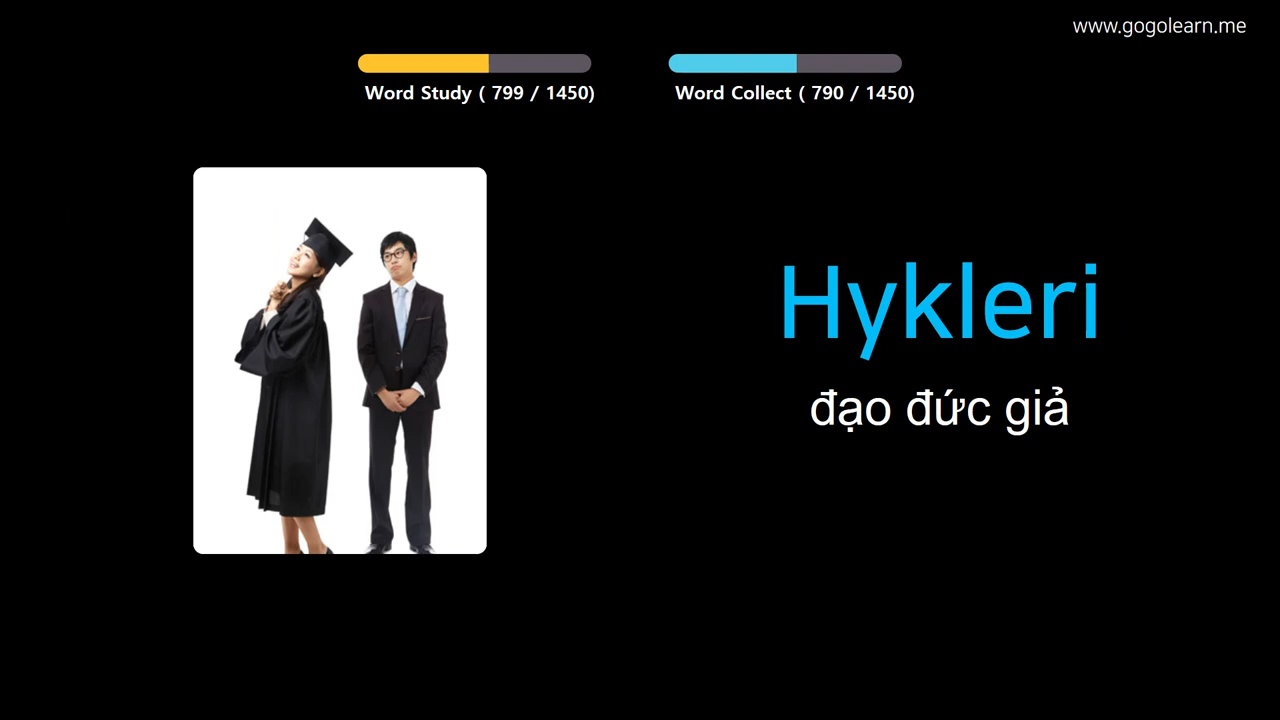 www.gogolearn.me
Word Study ( 799 / 1450)
Word Collect ( 790 / 1450)
Hykleri
đạo đức giả